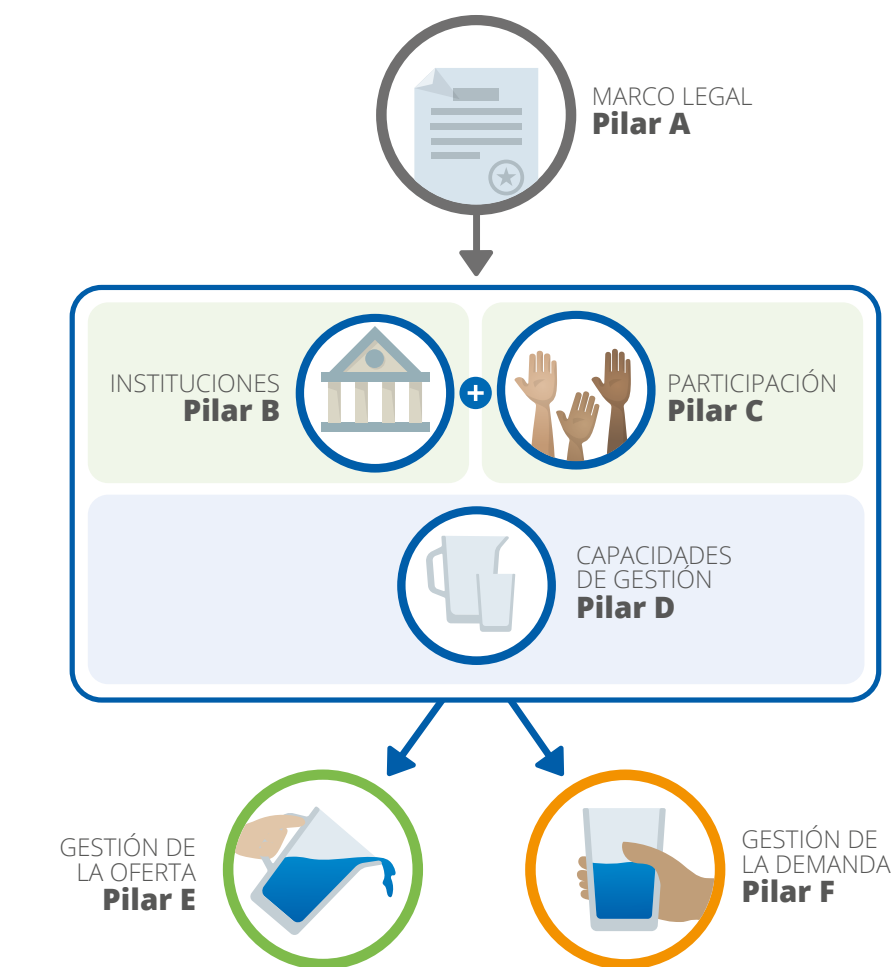 MARCO LEGAL
Pilar A
INSTITUCIONES
Pilar B
+
PARTICIPACIÓN
Pilar C
CAPACIDADES
DE GESTIÓN
Pilar D
GESTIÓN DE
LA OFERTA
Pilar E
GESTIÓN DE
LA DEMANDA
Pilar F